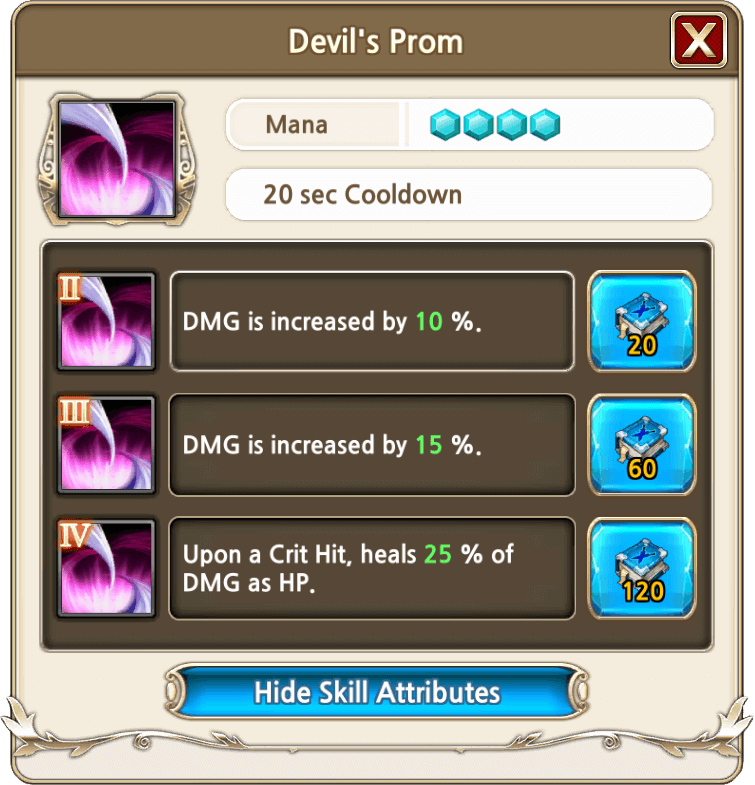 Devil's Prom
X
Mana
20 sec Cooldown
II
DMG is increased by 10 %.
20
III
DMG is increased by 15 %.
60
IV
Upon a Crit Hit, heals 25 % of
DMG as HP.
120
Hide Skill Attributes